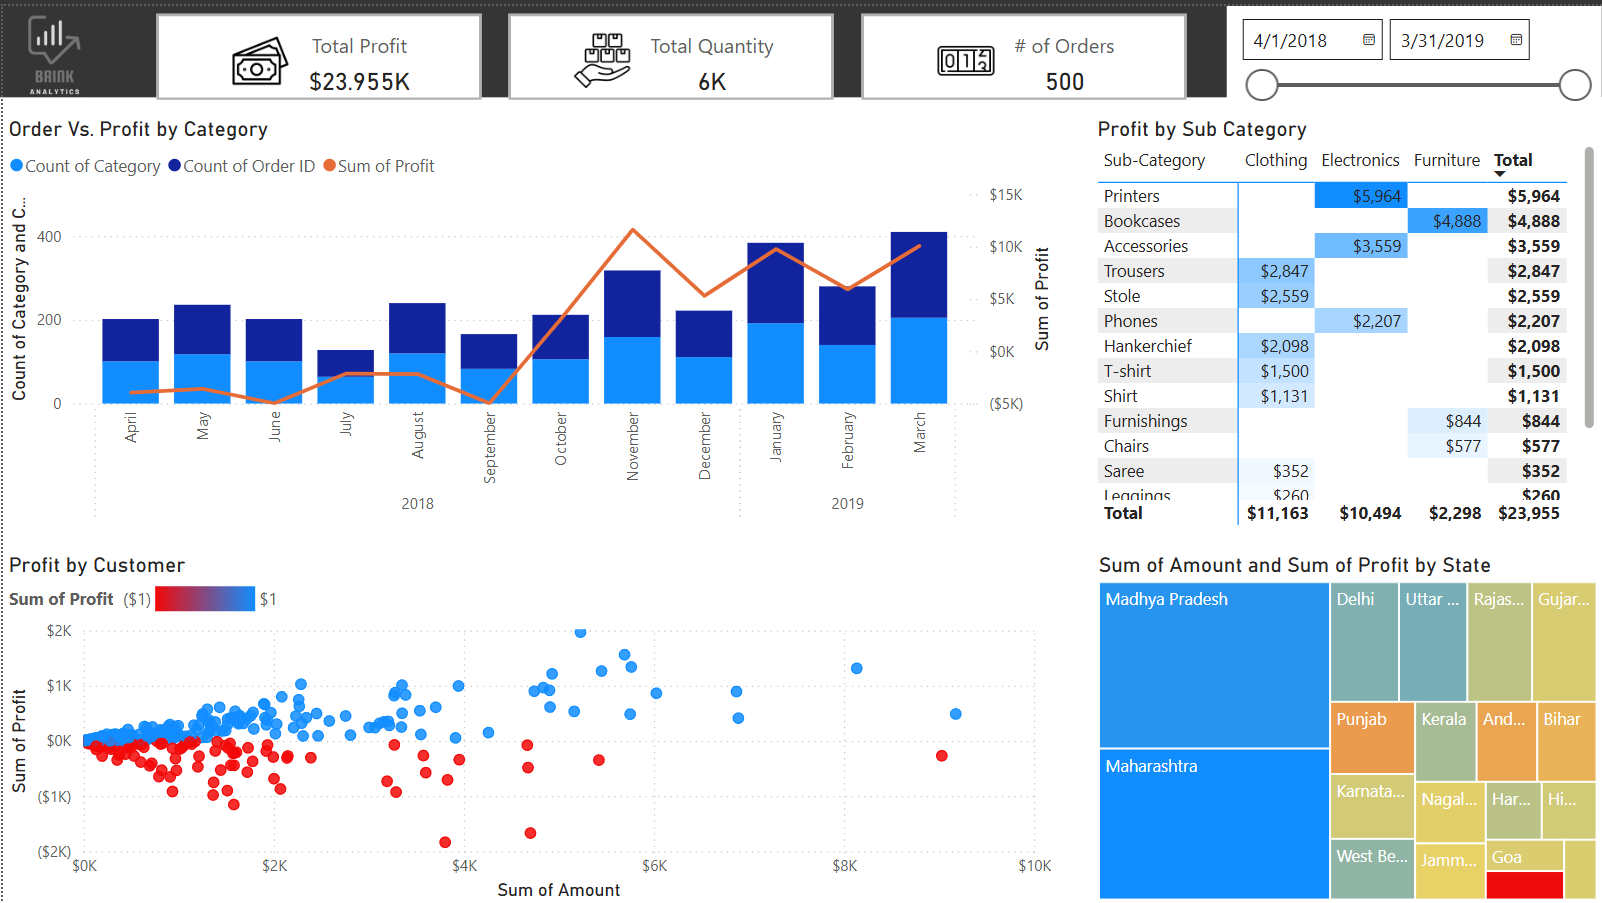 BRINK
ANALYTICS
Total Profit
$23.955K
Total Quantity
6K
# of Orders
500
4/1/2018
3/31/2019
Order Vs. Profit by Category
Count of Category Count of Order ID Sum of Profit
Count of Category and C...
400
200
0
$15K
$10K
$5K
$0K
($5K)
Sum of Profit
April May June July August September October November December January February March
2018 2019
Profit by Sub Category
Sub-Category Clothing Electronics Furniture Total
Printers $5,964 $5,964
Bookcases $4,888 $4,888
Accessories $3,559 $3,559
Trousers $2,847 $2,847
Stole $2,559 $2,559
Phones $2,207 $2,207
Hankerchief $2,098 $2,098
T-shirt $1,500 $1,500
Shirt $1,131 $1,131
Furnishings $844 $844
Chairs $577 $577
Saree $352 $352
Leggings $260 $260
Total $11,163 $10,494 $2,298 $23,955
Profit by Customer
Sum of Profit ($1) $1
Sum of Profit
$2K
$1K
$0K
($1K)
($2K)
$0K $2K $4K $6K $8K $10K
Sum of Amount
Sum of Amount and Sum of Profit by State
Madhya Pradesh
Maharashtra
Delhi Uttar ... Rajas... Gujar...
Punjab Kerala And... Bihar
Karnata... Nagal... Har... Hi...
West Be... Jamm... Goa